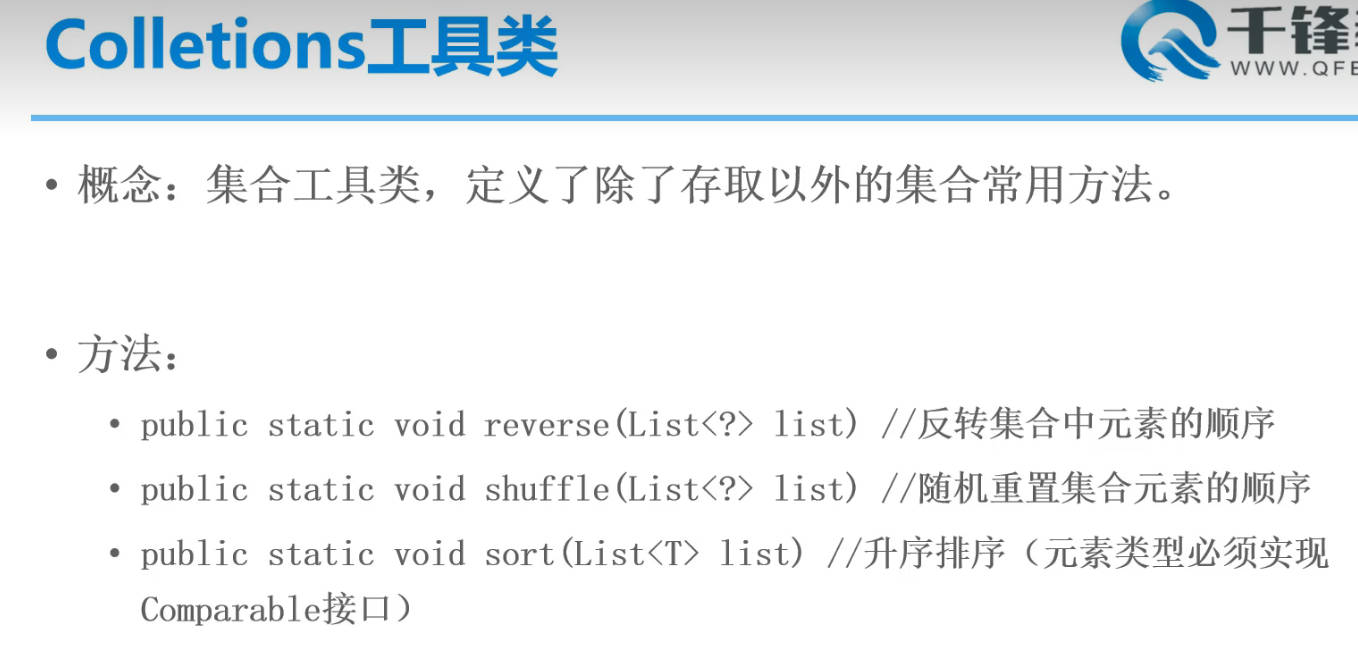 Colletions工具类
千锋
WWW.QFE
• 概念：集合工具类，定义了除了存取以外的集合常用方法。
• 方法：
• public static void reverse(List<?> list) //反转集合中元素的顺序
• public static void shuffle(List<?> list) //随机重置集合元素的顺序
• public static void sort(List<T> list) //升序排序（元素类型必须实现
Comparable接口）